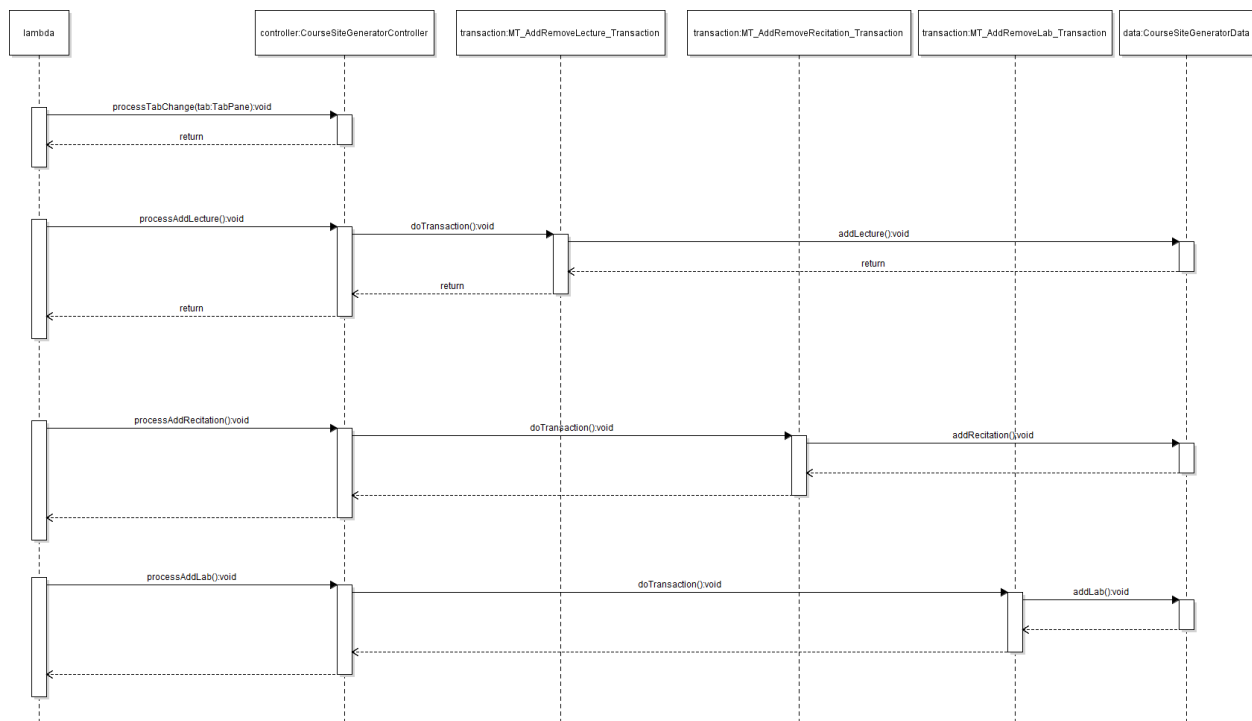 lambda
controller:CourseSiteGeneratorController
transaction:MT_AddRemoveLecture_Transaction
transaction:MT_AddRemoveRecitation_Transaction
transaction:MT_AddRemoveLab_Transaction
data:CourseSiteGeneratorData
processTabChange(tab:TabPane):void
return
processAddLecture():void
doTransaction():void
addLecture():void
return
return
return
processAddRecitation():void
doTransaction():void
addRecitation():void
processAddLab():void
doTransaction():void
addLab():void